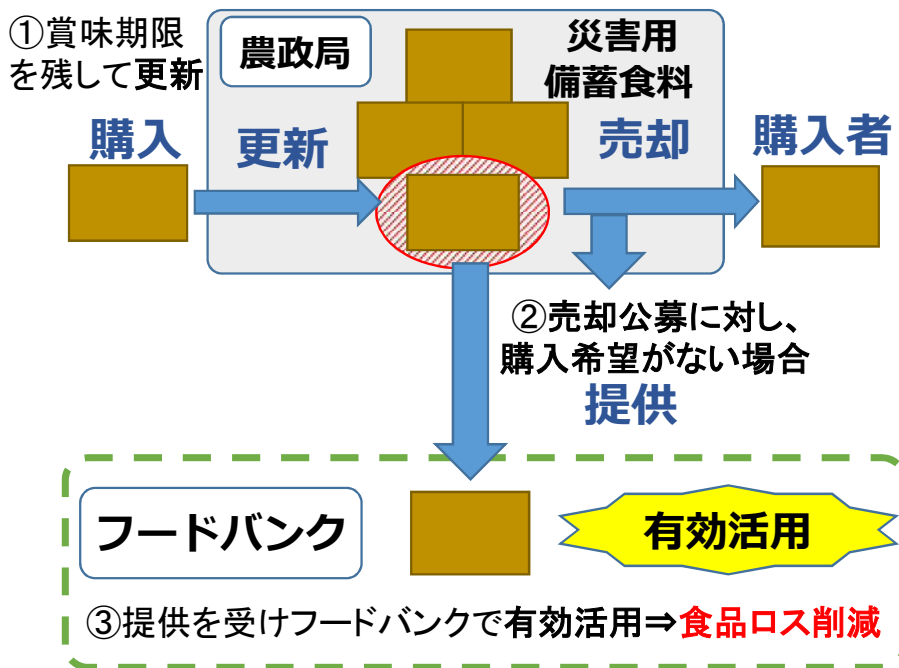 ①賞味期限
を残して更新
農政局
災害用
備蓄食料
購入
更新
売却
購入者
②売却公募に対し、
購入希望がない場合
提供
フードバンク
有効活用
③提供を受けフードバンクで有効活用⇒食品ロス削減